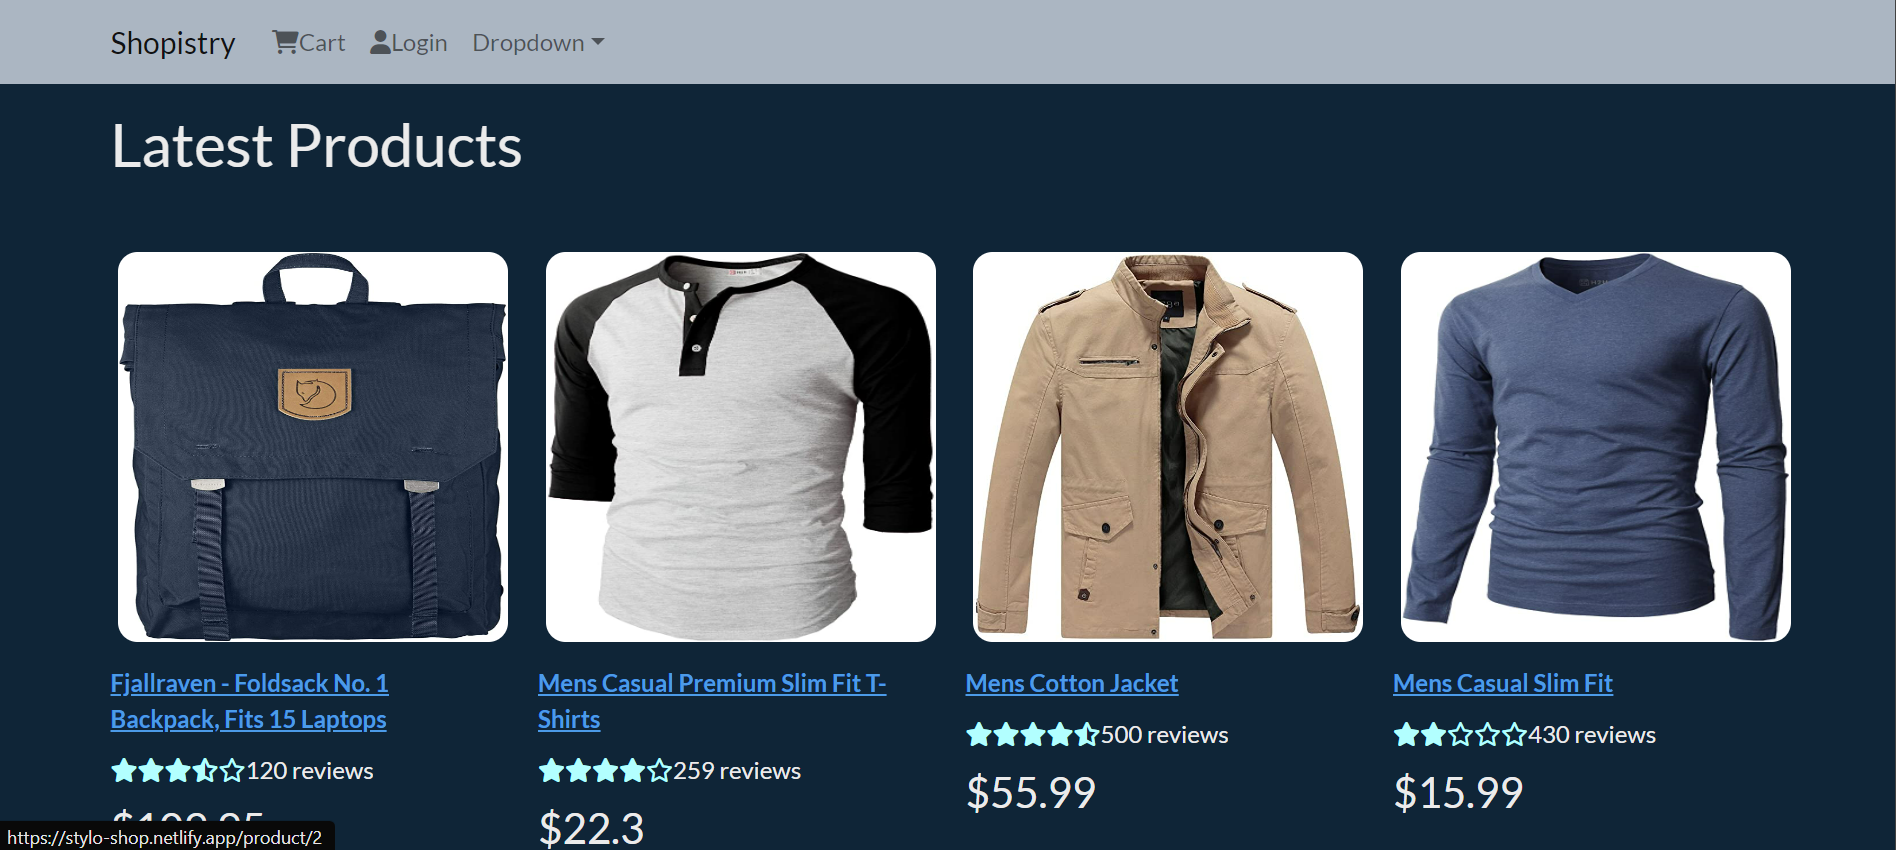 Shopistry Cart Login Dropdown
Latest Products
Fjallraven - Foldsack No. 1
Backpack, Fits 15 Laptops
120 reviews
Mens Casual Premium Slim Fit T-
Shirts
259 reviews
$22.3
Mens Cotton Jacket
500 reviews
$55.99
Mens Casual Slim Fit
430 reviews
$15.99
https://stylo-shop.netlify.app/product/2